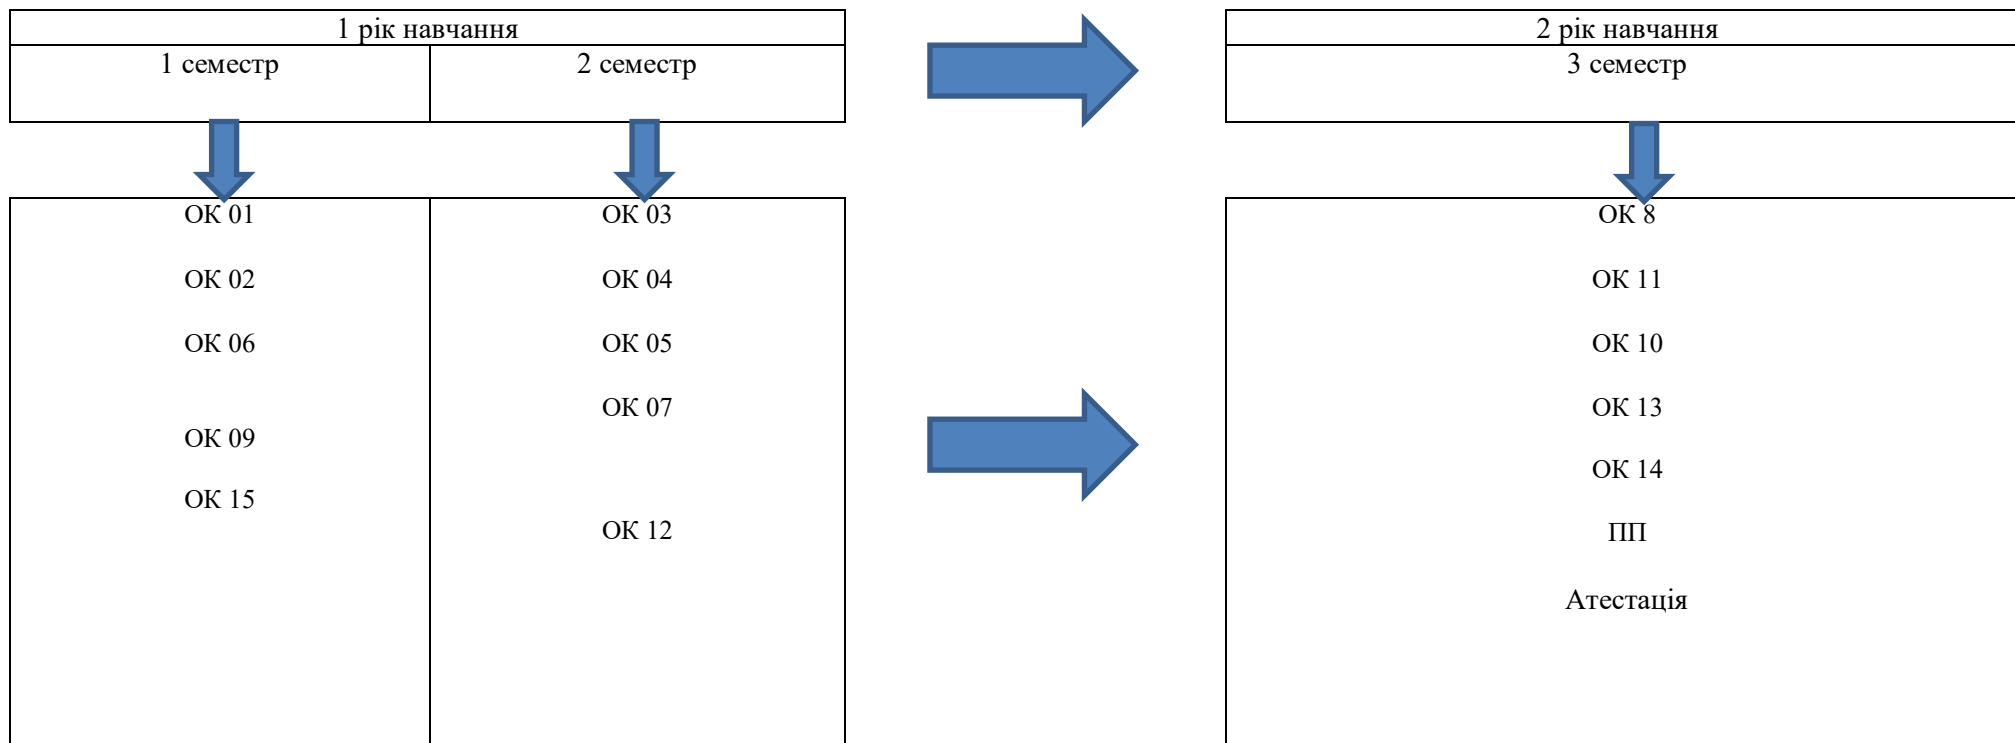 1 рік навчання
1 семестр
2 семестр
2 рік навчання
3 семестр
ОК 01
ОК 02
ОК 06
ОК 09
ОК 15
ОК 03
ОК 04
ОК 05
ОК 07
ОК 12
ОК 8
ОК 11
ОК 10
ОК 13
ОК 14
ПП
Атестація